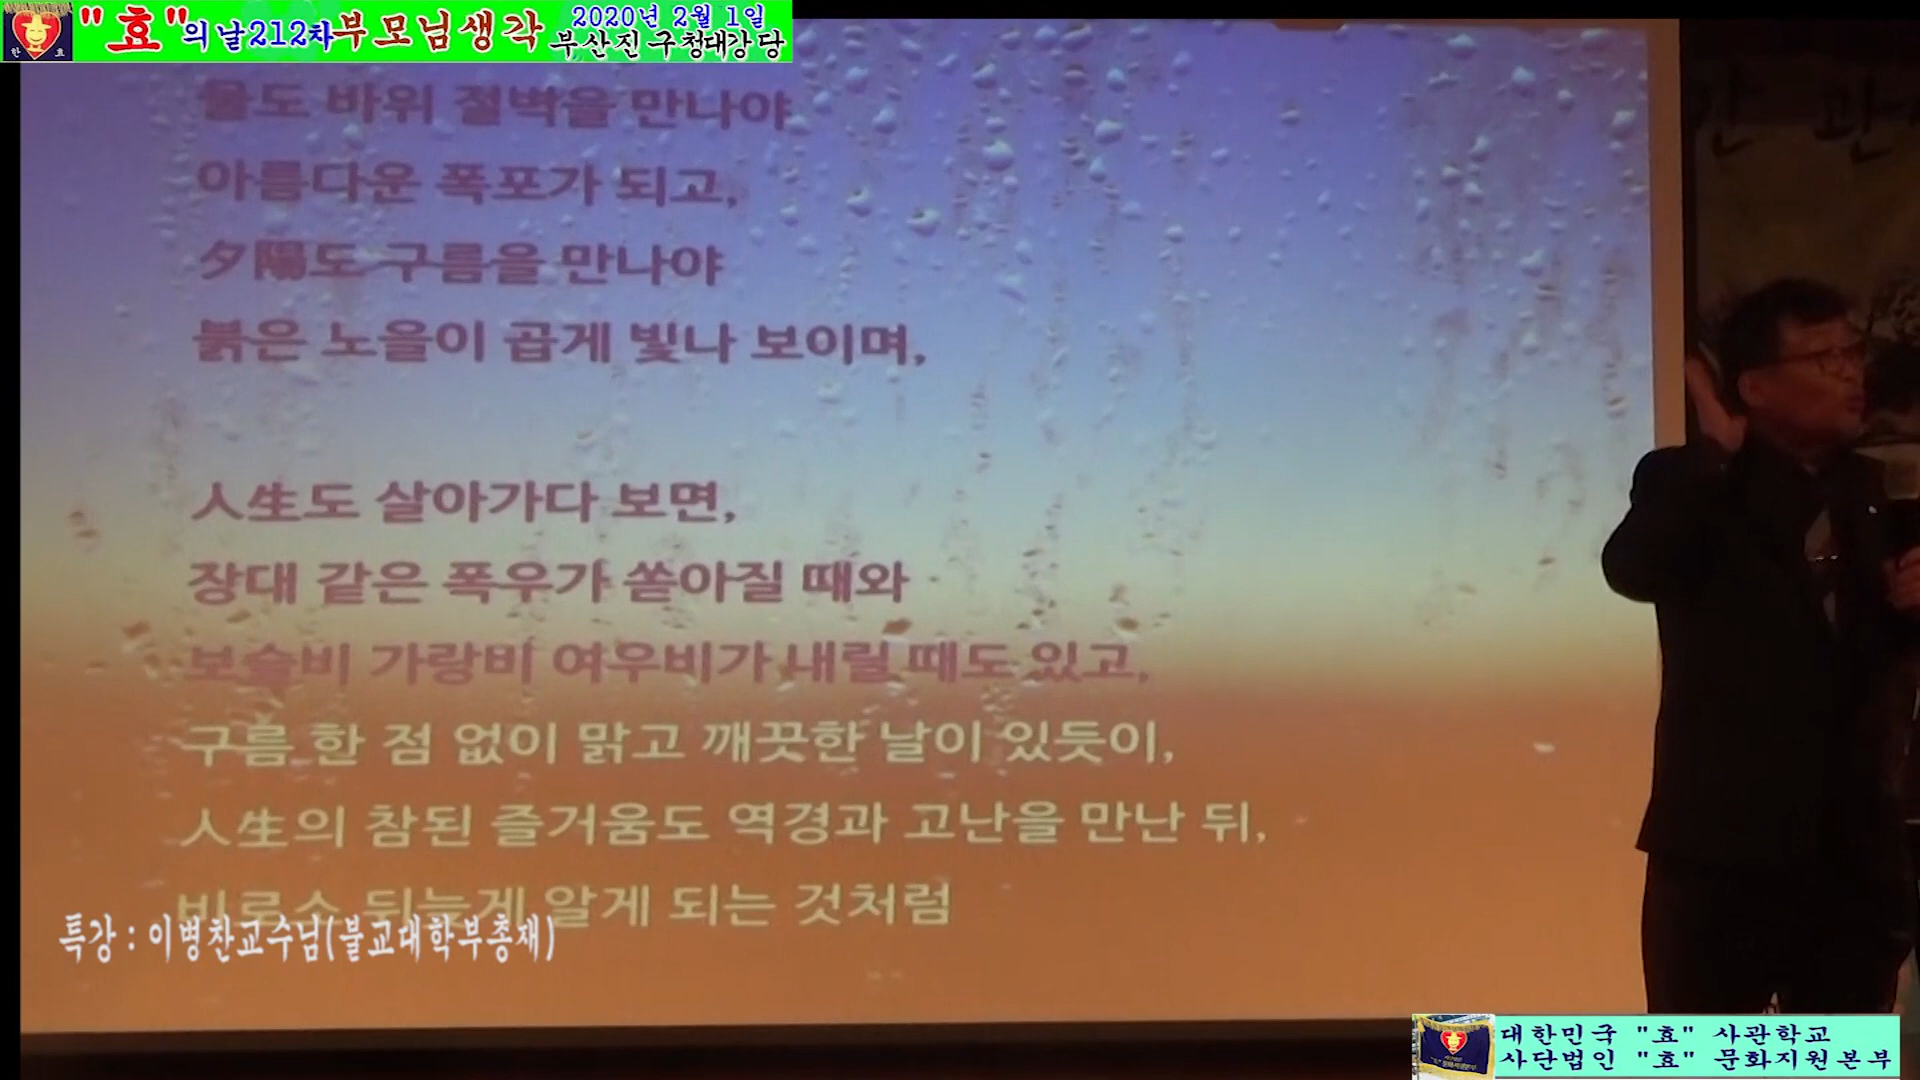 "효"의날212차부모님생각
2020년 2월 1일
부산진구청대강당
한 효
물도 바위 절벽을 만나야
아름다운 폭포가 되고,
夕陽도 구름을 만나야
붉은 노을이 곱게 빛나 보이며,
人生도 살아가다 보면,
장대 같은 폭우가 쏟아질 때와
보슬비 가랑비 여우비가 내릴 때도 있고,
구름 한 점 없이 맑고 깨끗한 날이 있듯이,
人生의 참된 즐거움도 역경과 고난을 만난 뒤,
비로소 뒤늦게 알게 되는 것처럼
특강 : 이병찬교수님(불교대학부총재)
대한민국 "효" 사관학교
사단법인 "효" 문화지원본부